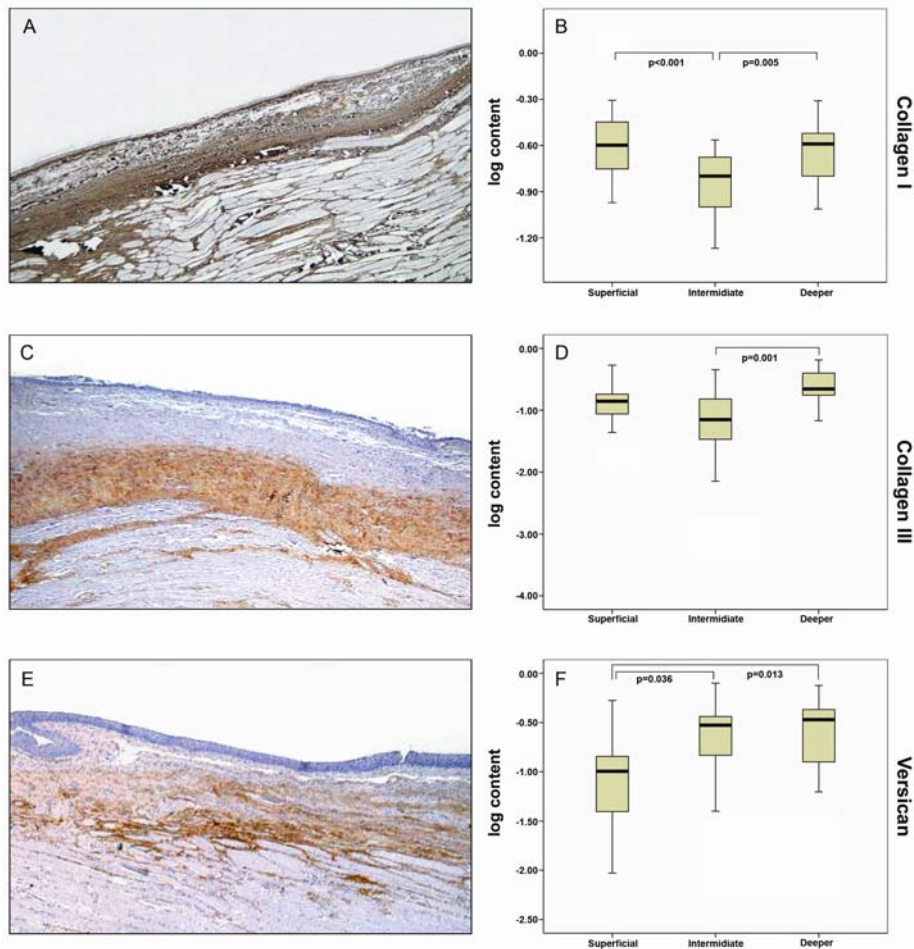 A
B
0.00
p<0.001
p=0.005
-0.30
-0.60
-0.90
-1.20
log content
Superficial
Intermidiate
Deeper
Collagen I
C
D
0.00
p=0.001
-1.00
-2.00
-3.00
-4.00
log content
Superficial
Intermidiate
Deeper
Collagen III
E
F
0.00
p=0.036
p=0.013
-0.50
-1.00
-1.50
-2.00
-2.50
log content
Superficial
Intermidiate
Deeper
Versican